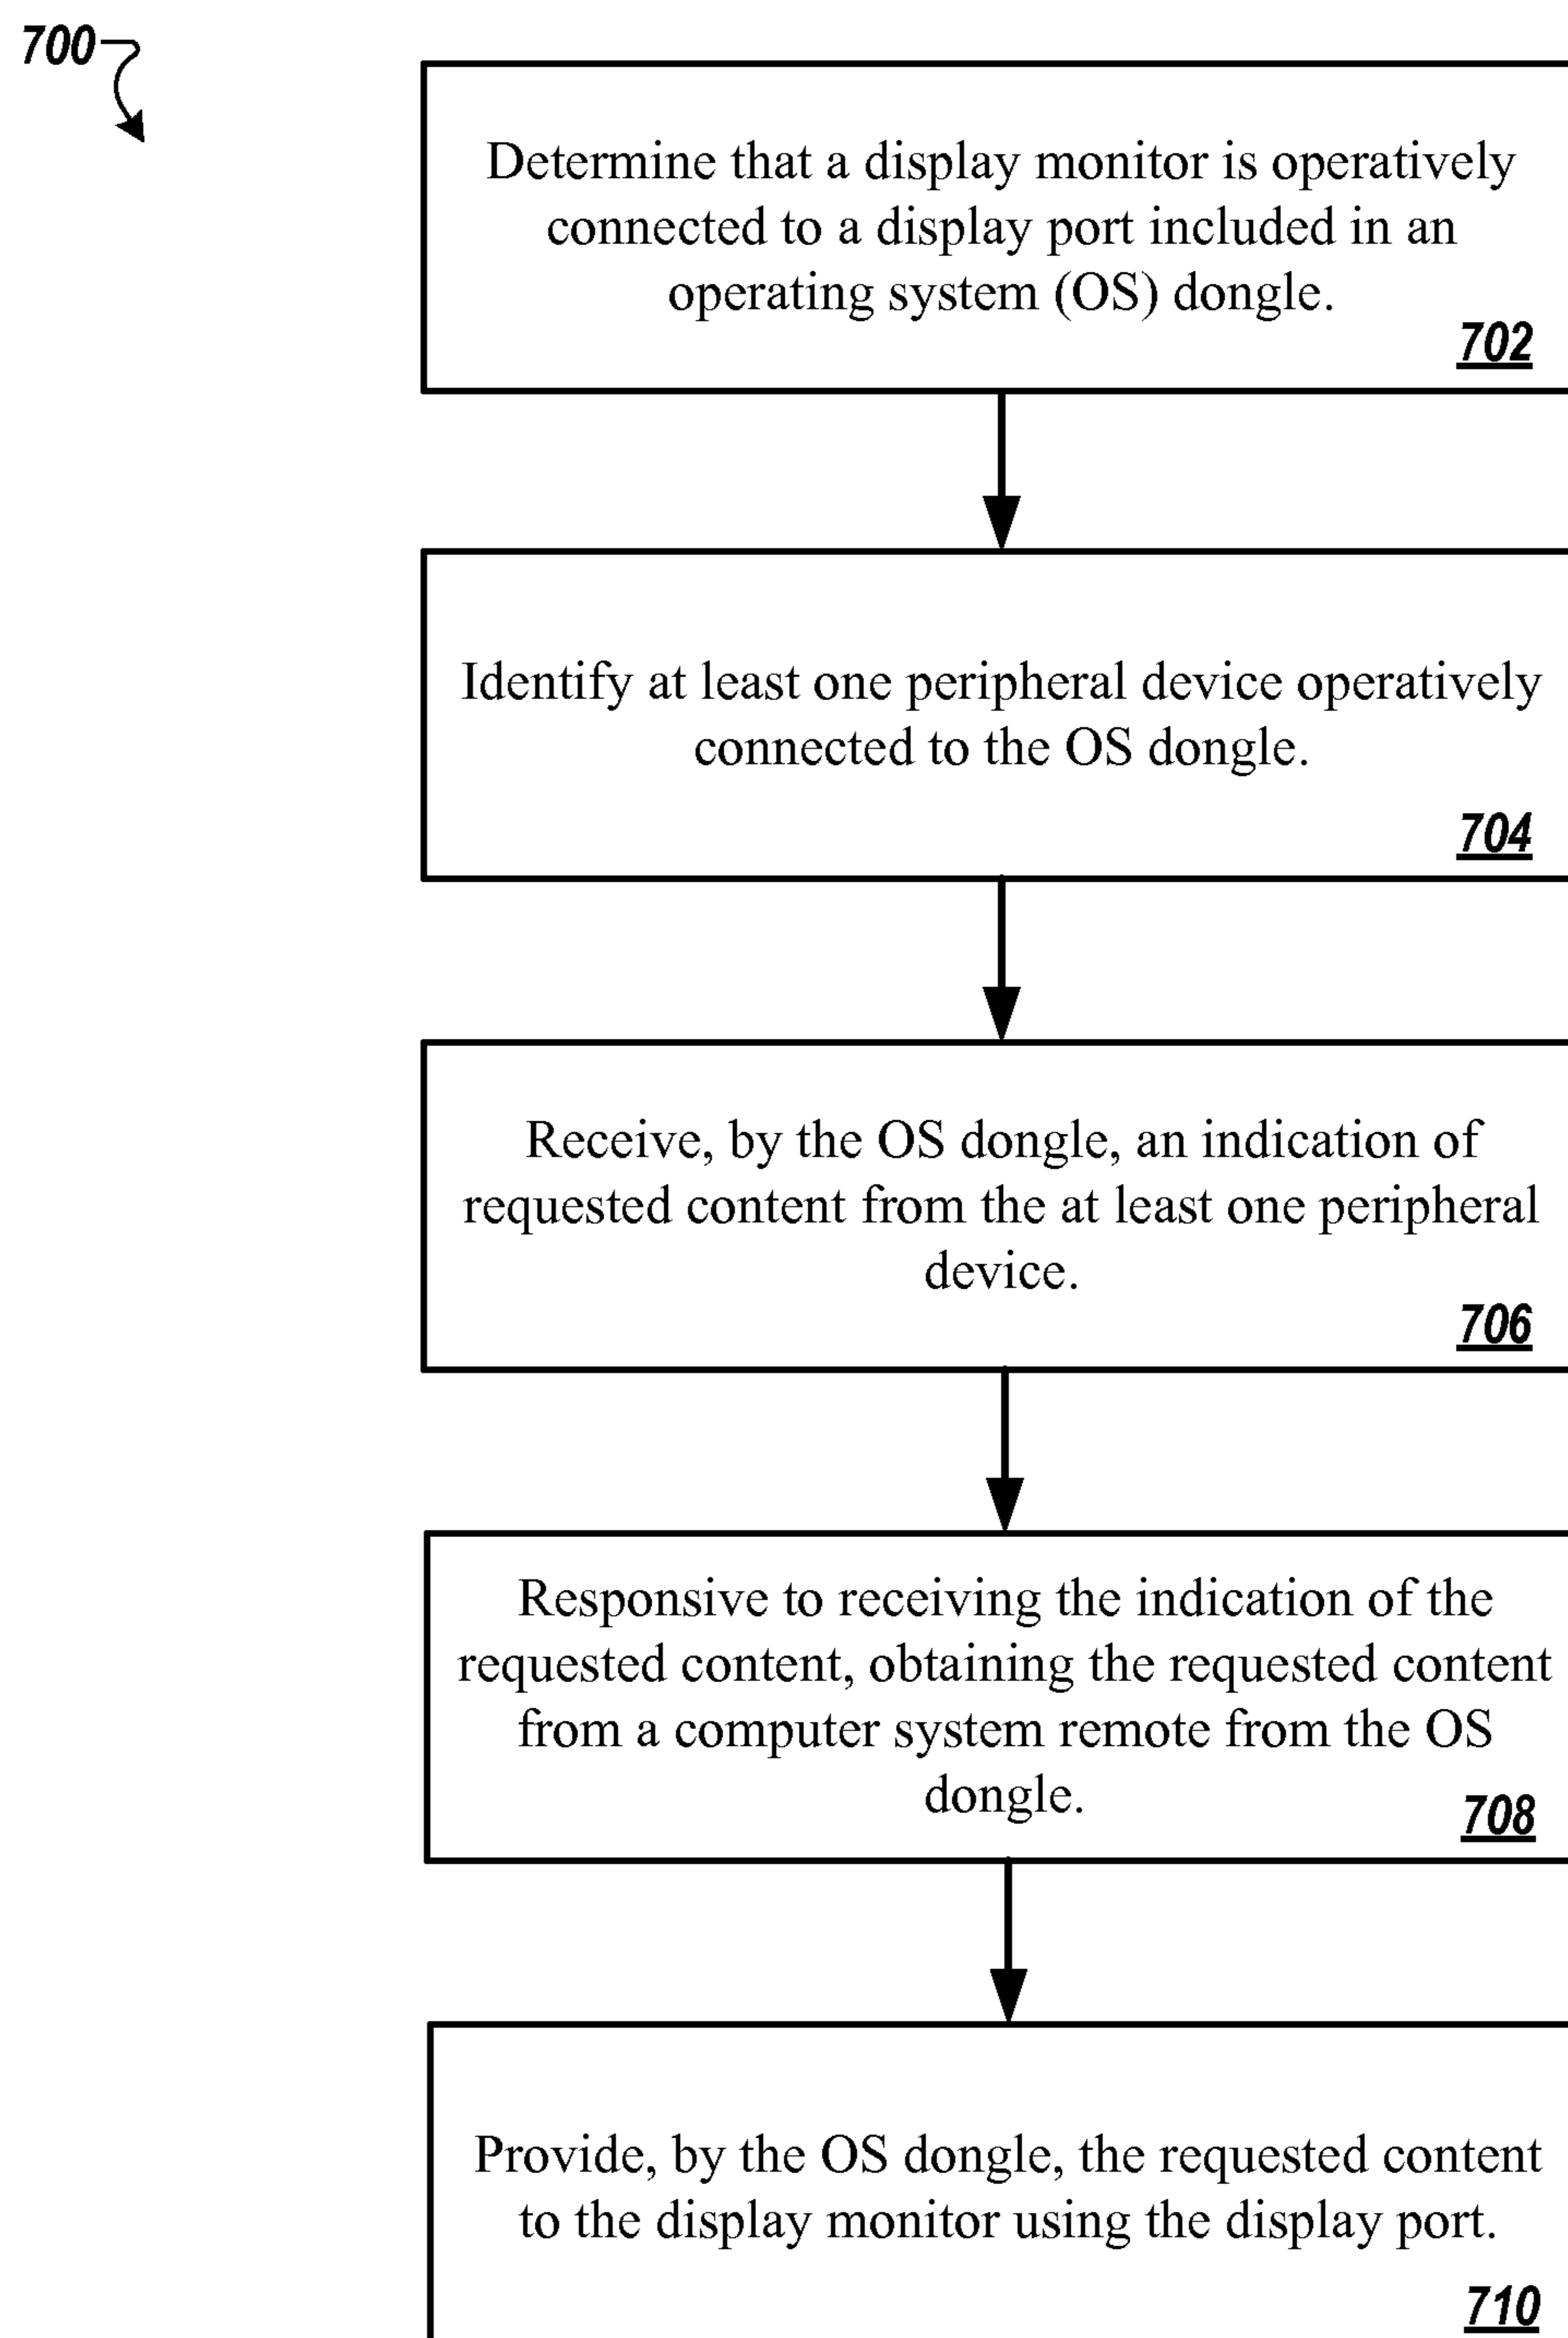 700
Determine that a display monitor is operatively
connected to a display port included in an
operating system (OS) dongle.
702
Identify at least one peripheral device operatively
connected to the OS dongle.
704
Receive, by the OS dongle, an indication of
requested content from the at least one peripheral
device.
706
Responsive to receiving the indication of the
requested content, obtaining the requested content
from a computer system remote from the OS
dongle.
708
Provide, by the OS dongle, the requested content
to the display monitor using the display port.
710